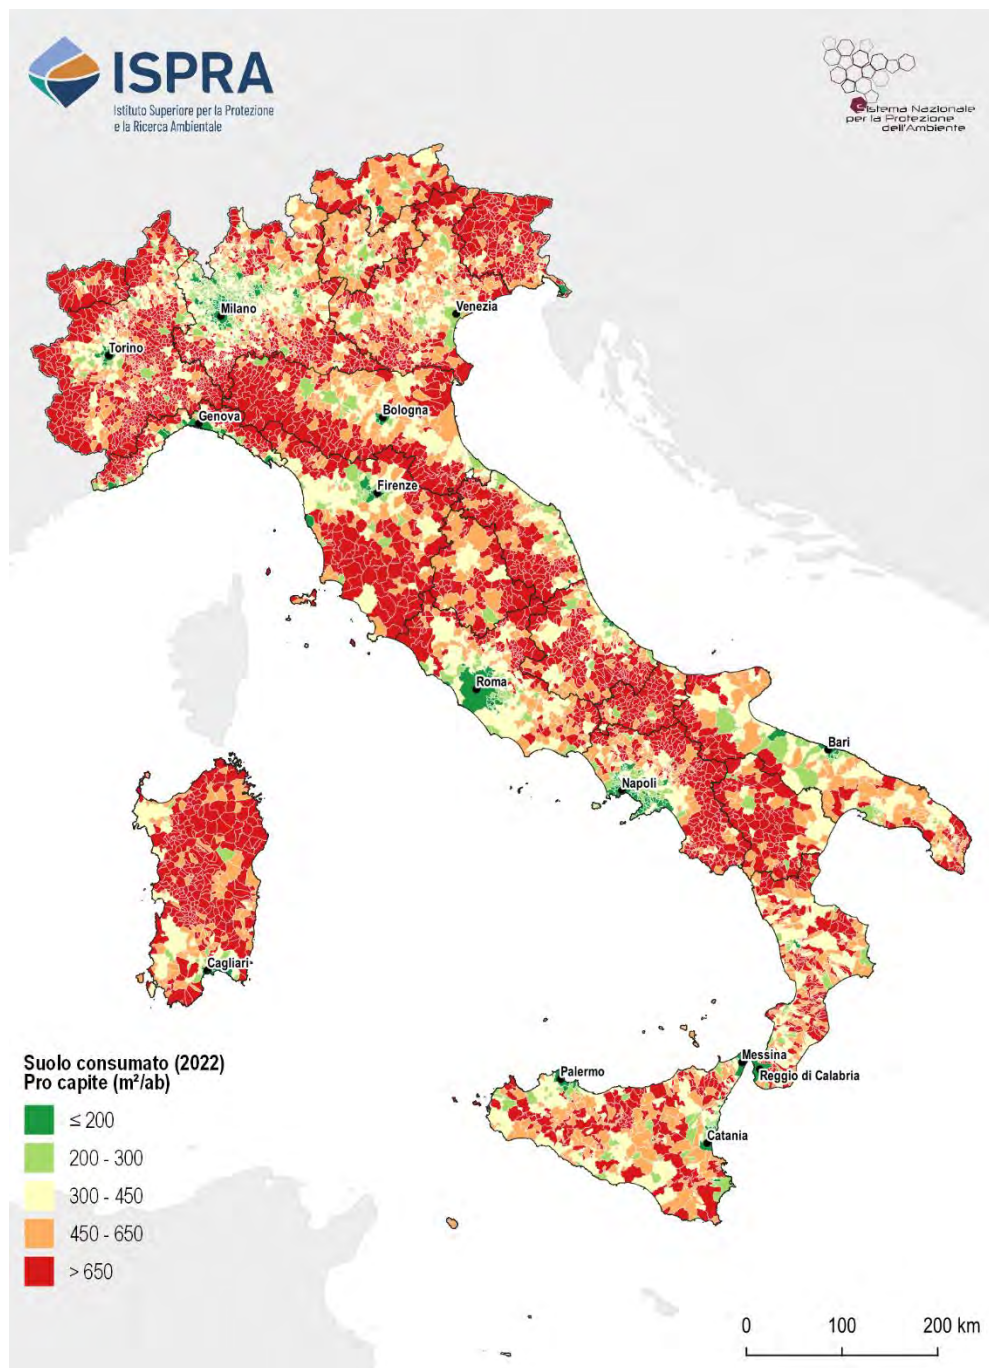 ISPRA
Istituto Superiore per la Protezione
e la Ricerca Ambientale
Sistema Nazionale
per la Protezione
dell'Ambiente
Milano
Venezia
Torino
Genova
Bologna
Firenze
Roma
Bari
Napoli
Cagliari
Messina
Palermo
Reggio di Calabria
Catania
Suolo consumato (2022)
Pro capite (m²/ab)
≤ 200
200 - 300
300 - 450
450 - 650
> 650
0 100 200 km